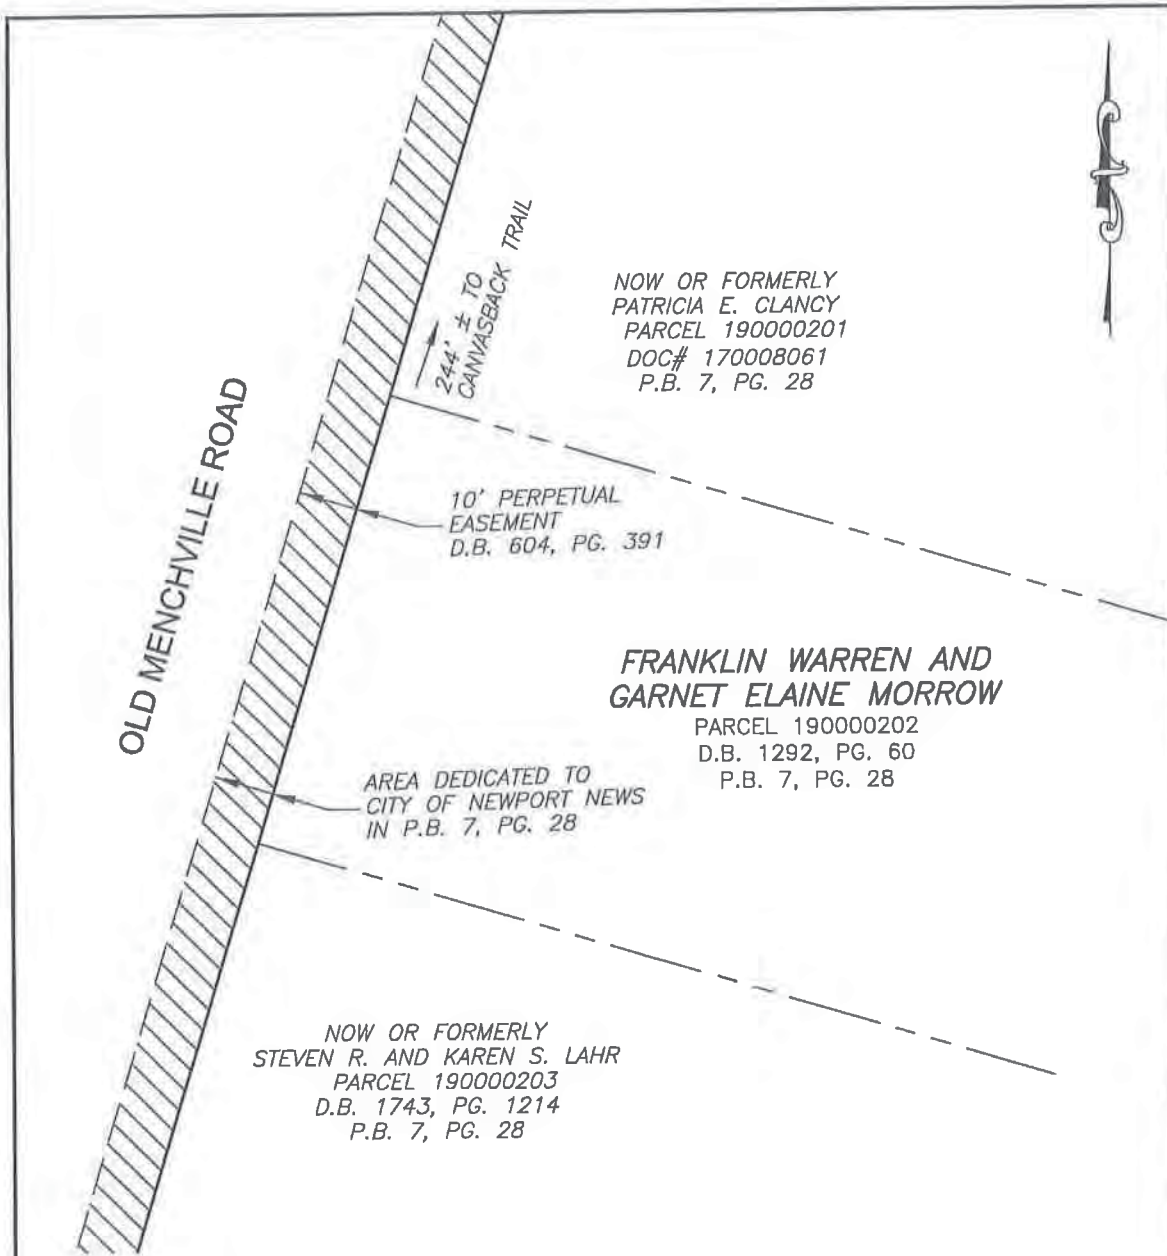 244' ± TO
CANVASBACK TRAIL
NOW OR FORMERLY
PATRICIA E. CLANCY
PARCEL 190000201
DOC# 170008061
P.B. 7, PG. 28
OLD MENCHVILLE ROAD
10' PERPETUAL
EASEMENT
D.B. 604, PG. 391
FRANKLIN WARREN AND
GARNET ELAINE MORROW
PARCEL 190000202
D.B. 1292, PG. 60
P.B. 7, PG. 28
AREA DEDICATED TO
CITY OF NEWPORT NEWS
IN P.B. 7, PG. 28
NOW OR FORMERLY
STEVEN R. AND KAREN S. LAHR
PARCEL 190000203
D.B. 1743, PG. 1214
P.B. 7, PG. 28